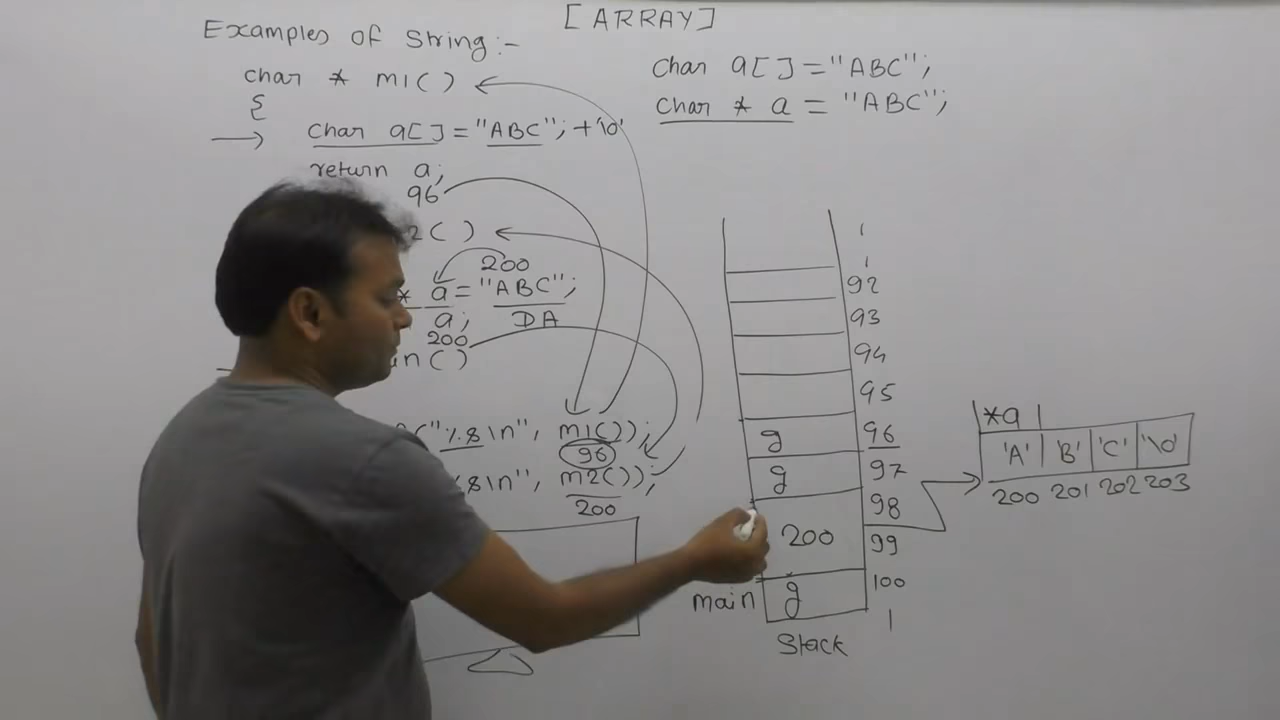 [ARRAY]
Examples of String:-
char * m1()
{
char a[]="ABC"; +'\0'
return a;
96
2( )
200
* a = "ABC";
a; DA
200
in()
("%s\n", m1());
96
%s\n", m2());
200
char a[]="ABC";
char * a = "ABC";
92
93
94
95
g 96
g 97
98
200 99
main g 100
Stack
*a
'A' 'B' 'C' '\0'
200 201 202 203